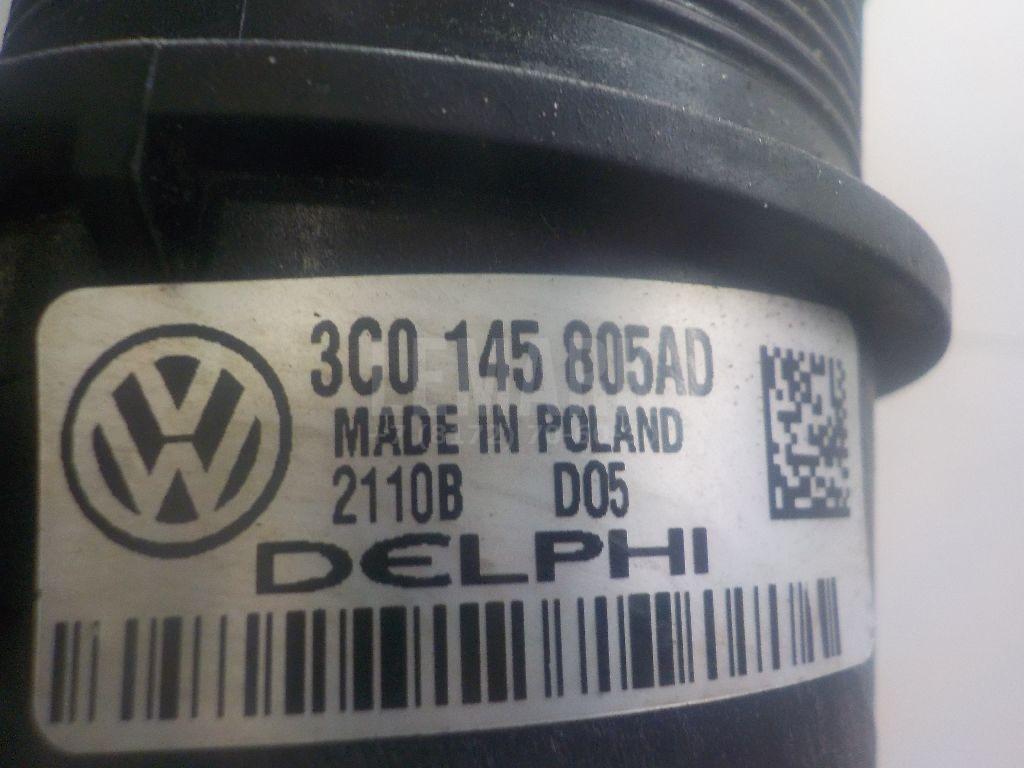 3C0 145 805AD
MADE IN POLAND
2110B D05
DELPHI